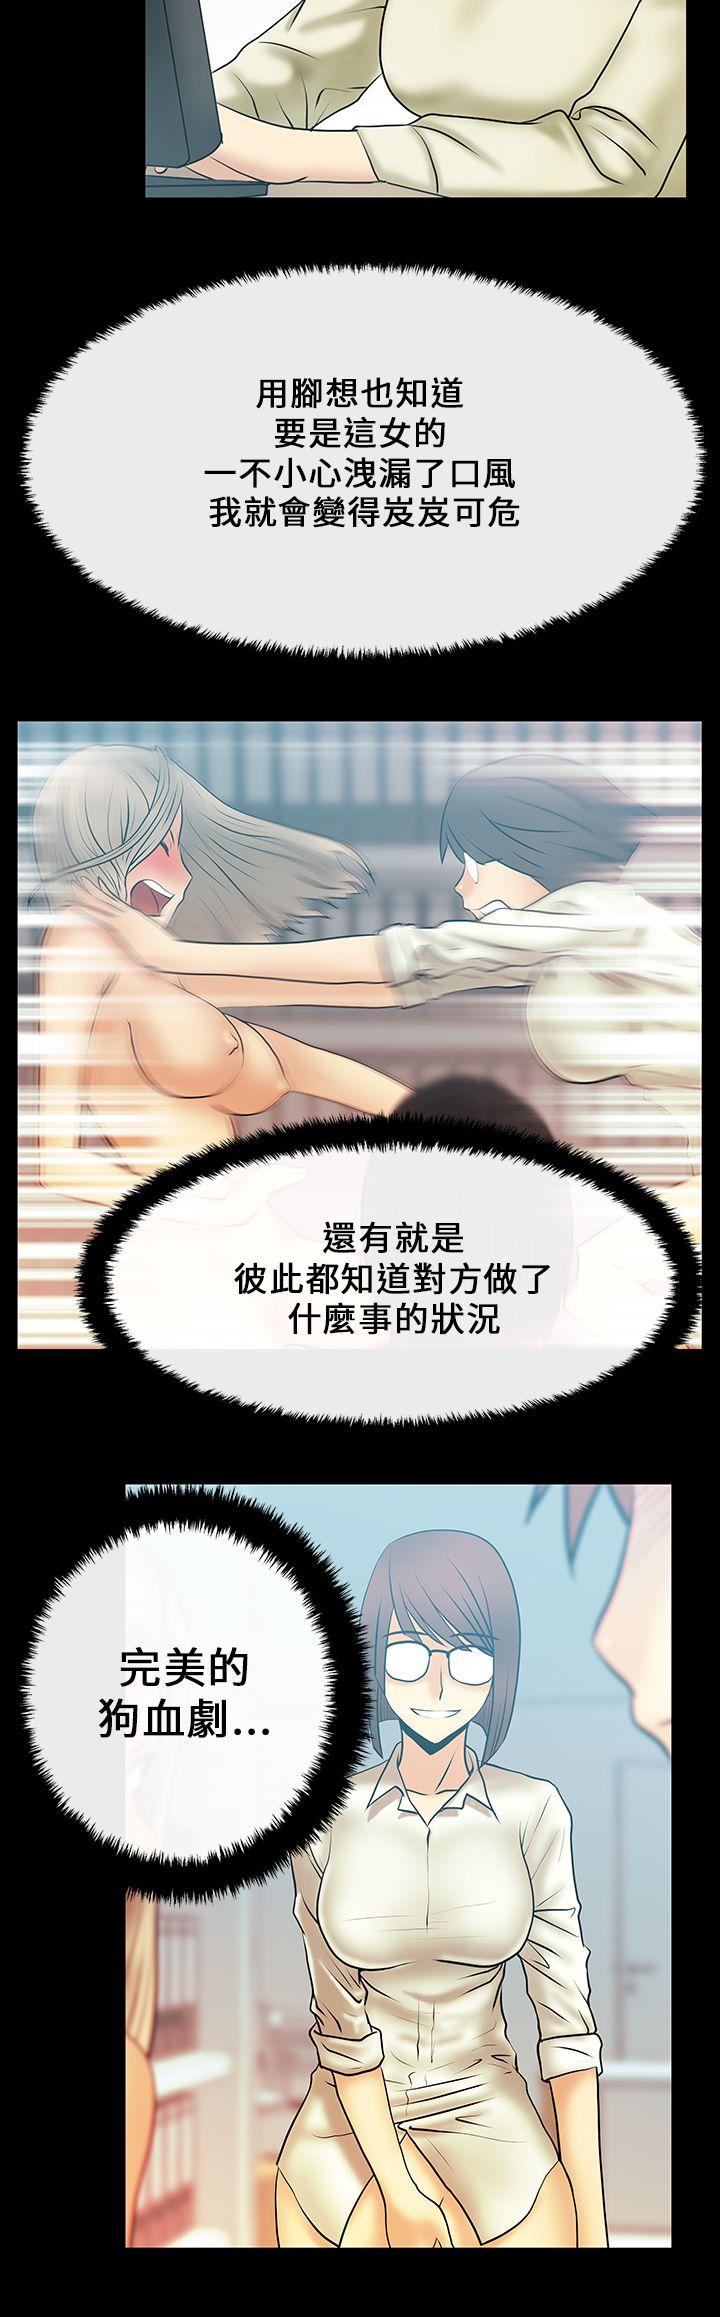 用腳想也知道
要是這女的
一不小心洩漏了口風
我就會變得岌岌可危
還有就是
彼此都知道對方做了
什麼事的狀況
完美的
狗血劇...